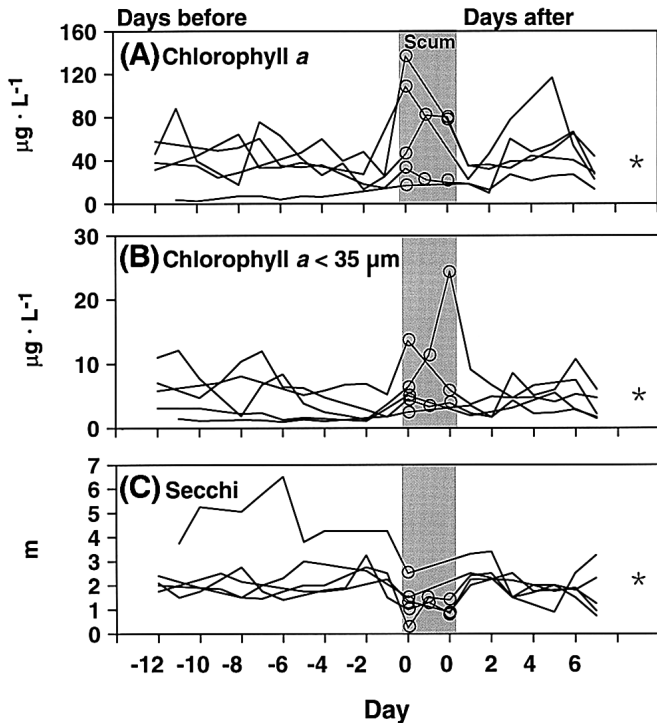 Days before Days after
Scum
(A) Chlorophyll a
µg · L-1
160
120
80
40
0
*
(B) Chlorophyll a < 35 µm
µg · L-1
30
20
10
0
*
(C) Secchi
m
7
6
5
4
3
2
1
0
*
-12 -10 -8 -6 -4 -2 0 0 2 4 6
Day